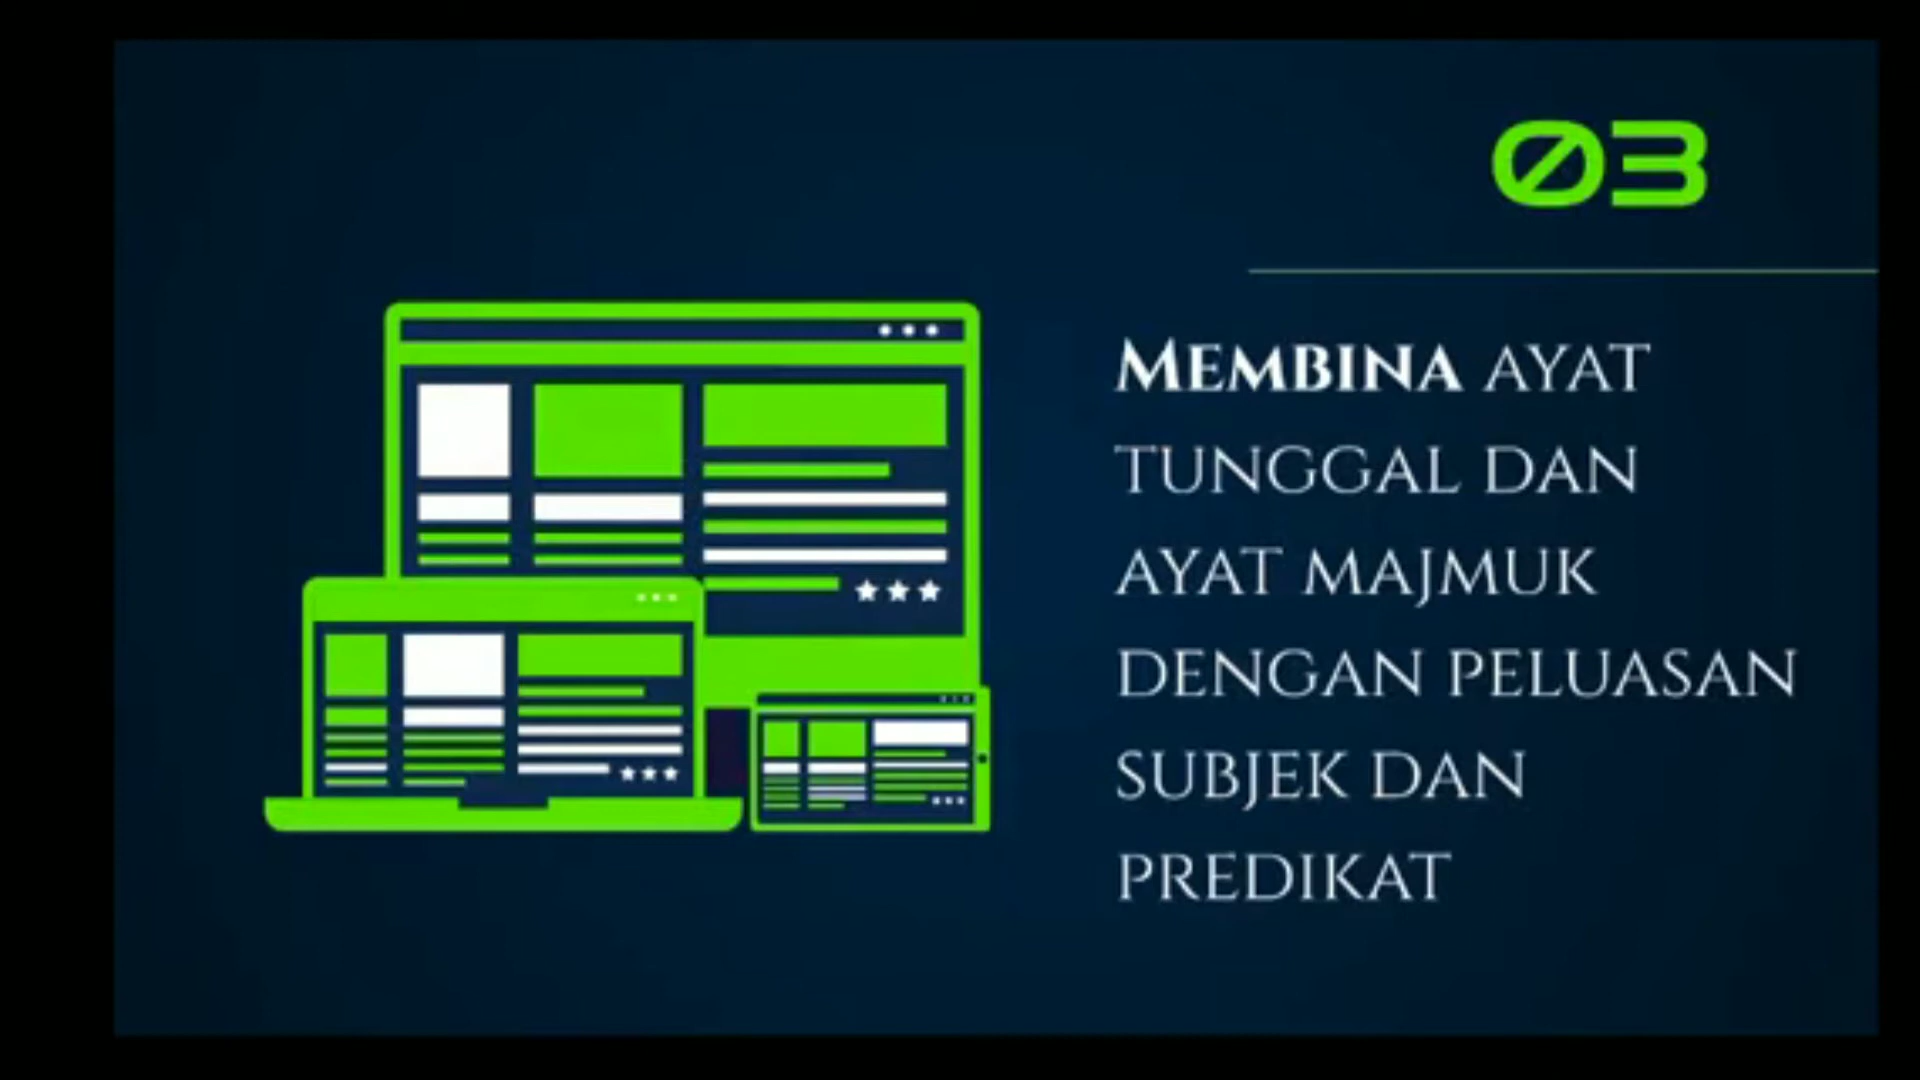 03
MEMBINA AYAT
TUNGGAL DAN
AYAT MAJMUK
DENGAN PELUASAN
SUBJEK DAN
PREDIKAT